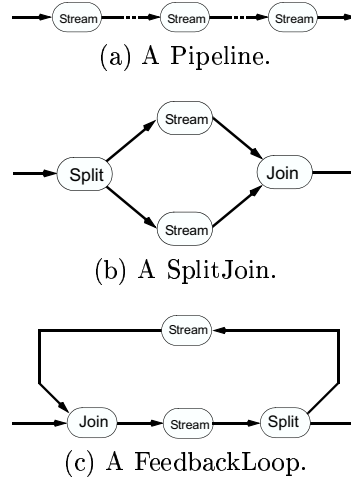 Stream Stream Stream
(a) A Pipeline.
Stream
Split Join
Stream
(b) A SplitJoin.
Stream
Join Stream Split
(c) A FeedbackLoop.